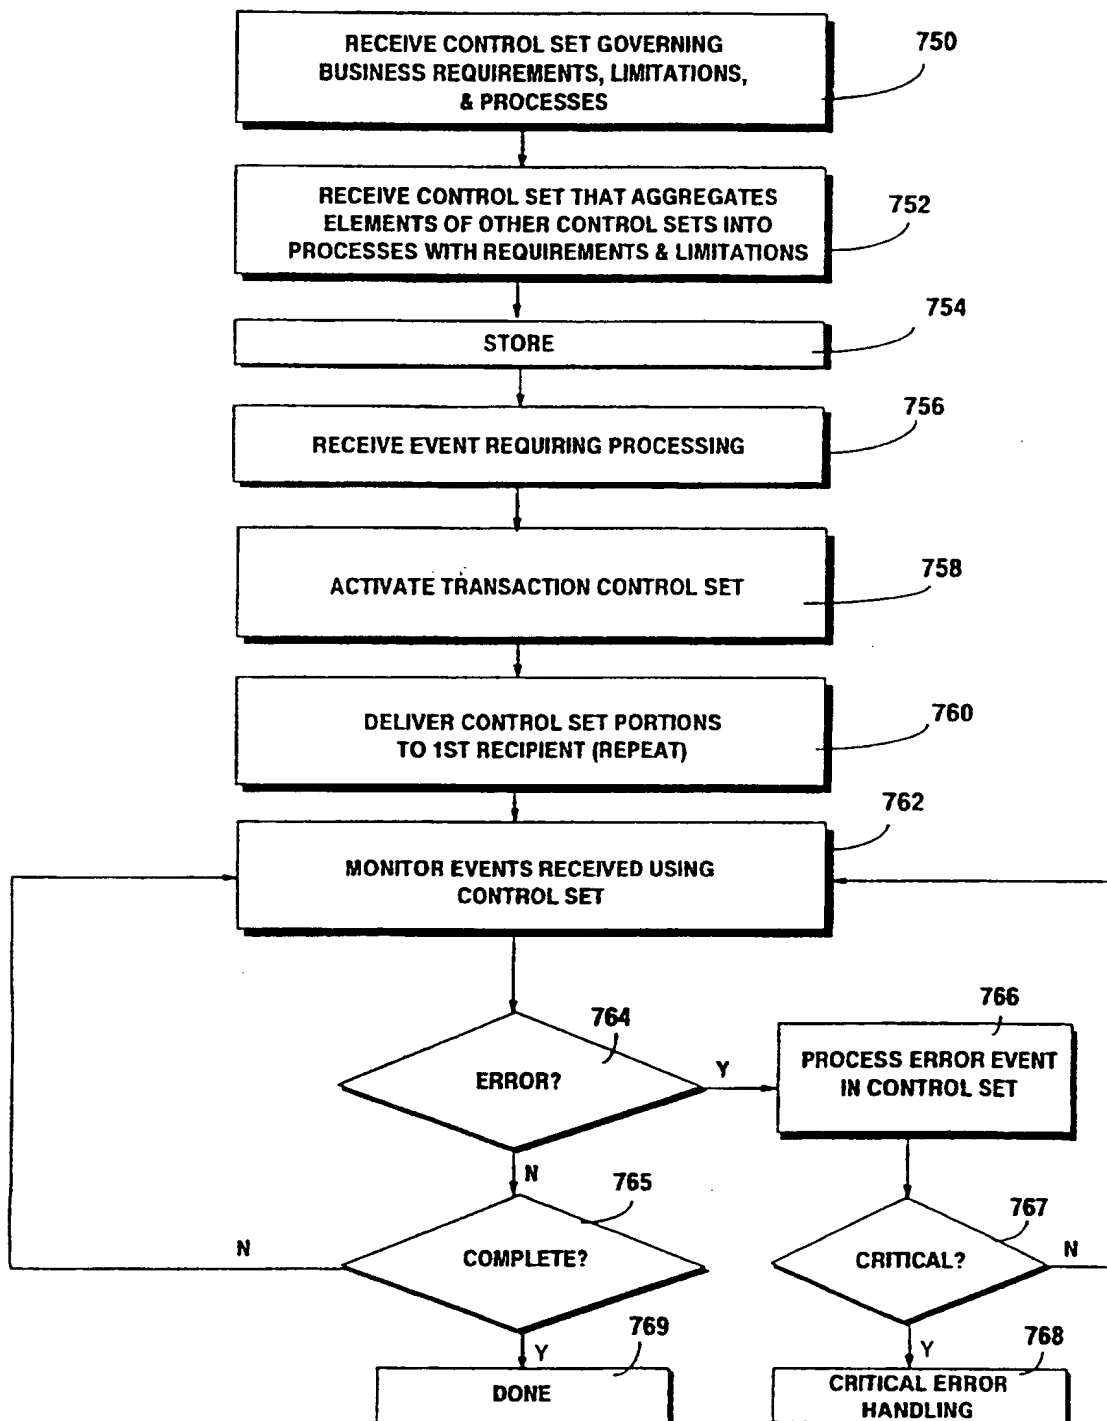 RECEIVE CONTROL SET GOVERNING
BUSINESS REQUIREMENTS, LIMITATIONS,
& PROCESSES
750
RECEIVE CONTROL SET THAT AGGREGATES
ELEMENTS OF OTHER CONTROL SETS INTO
PROCESSES WITH REQUIREMENTS & LIMITATIONS
752
STORE
754
RECEIVE EVENT REQUIRING PROCESSING
756
ACTIVATE TRANSACTION CONTROL SET
758
DELIVER CONTROL SET PORTIONS
TO 1ST RECIPIENT (REPEAT)
760
MONITOR EVENTS RECEIVED USING
CONTROL SET
762
ERROR?
764
Y
PROCESS ERROR EVENT
IN CONTROL SET
766
N
COMPLETE?
765
N
CRITICAL?
767
N
Y
DONE
769
Y
CRITICAL ERROR
HANDLING
768